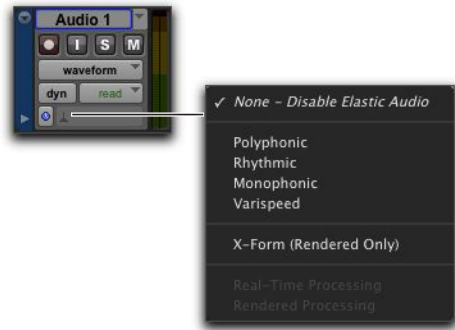 Audio 1
I S M
waveform
dyn read
✓ None – Disable Elastic Audio
Polyphonic
Rhythmic
Monophonic
Varispeed
X-Form (Rendered Only)
Real-Time Processing
Rendered Processing